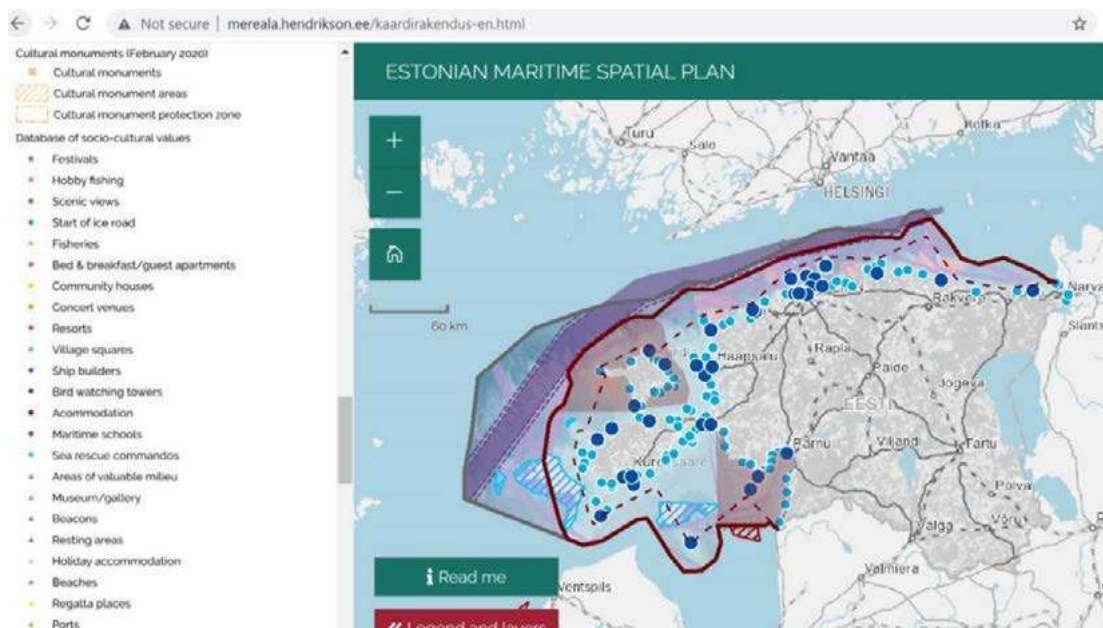 Not secure | mereala.hendrikson.ee/kaardirakendus-en.html
Cultural monuments (February 2020)
Cultural monuments
Cultural monument areas
Cultural monument protection zone
Database of socio-cultural values
Festivals
Hobby fishing
Scenic views
Start of ice road
Fisheries
Bed & breakfast/guest apartments
Community houses
Concert venues
Resorts
Village squares
Ship builders
Bird watching towers
Acommodation
Maritime schools
Sea rescue commandos
Areas of valuable milieu
Museum/gallery
Beacons
Resting areas
Holiday accommodation
Beaches
Regatta places
Ports
ESTONIAN MARITIME SPATIAL PLAN
+
−
60 km
Turu
Salo
Kotka
Vantaa
HELSINGI
Narva
Rakvere
Slants
Haapsalu
Rapla
Paide
Jogeva
EESTI
Pärnu
Viljandi
Tartu
Kuressaare
Põlva
Valga
Võru
Valmiera
Ventspils
Read me
Legend and layers